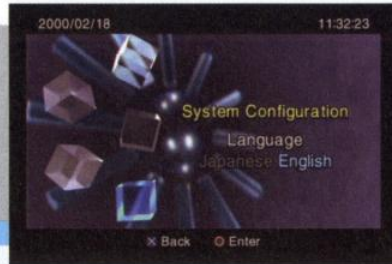 2000/02/18 11:32:23
System Configuration
Language
Japanese English
× Back ○ Enter